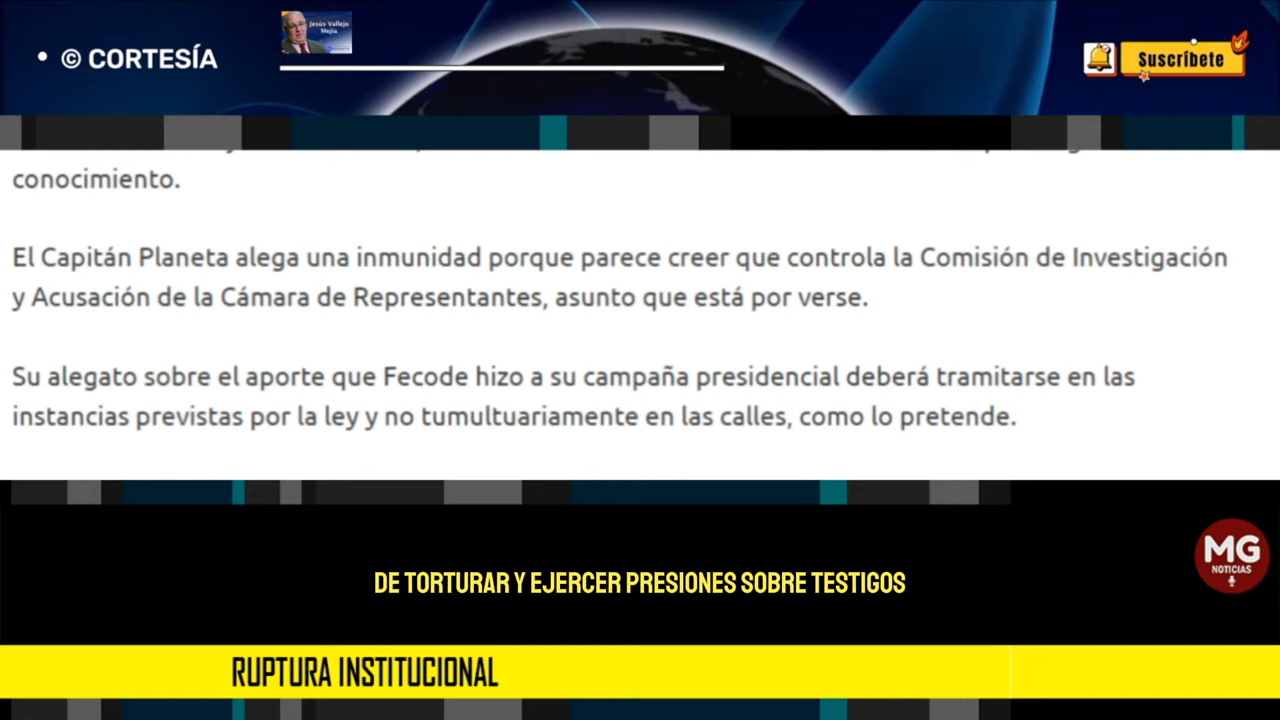 • © CORTESÍA
Jesús Vallejo
Mejía
Suscríbete
conocimiento.
El Capitán Planeta alega una inmunidad porque parece creer que controla la Comisión de Investigación
y Acusación de la Cámara de Representantes, asunto que está por verse.
Su alegato sobre el aporte que Fecode hizo a su campaña presidencial deberá tramitarse en las
instancias previstas por la ley y no tumultuariamente en las calles, como lo pretende.
MG
NOTICIAS
DE TORTURAR Y EJERCER PRESIONES SOBRE TESTIGOS
RUPTURA INSTITUCIONAL